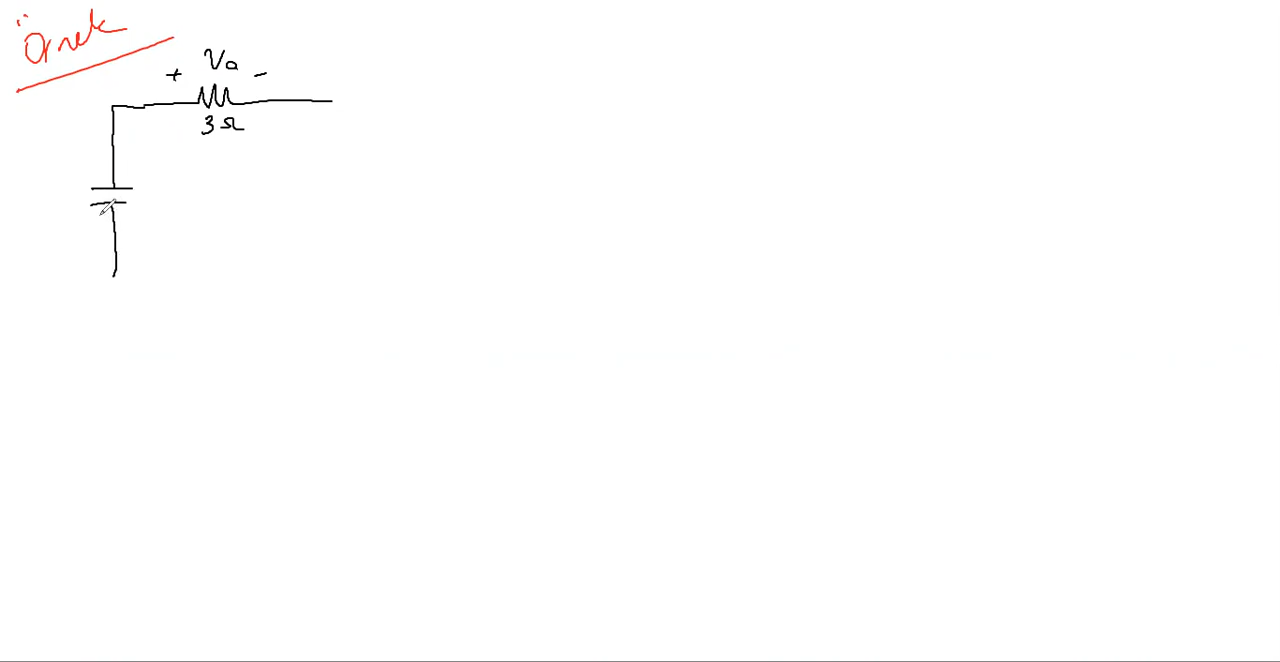 Örnek
+ Va -
3 Ω